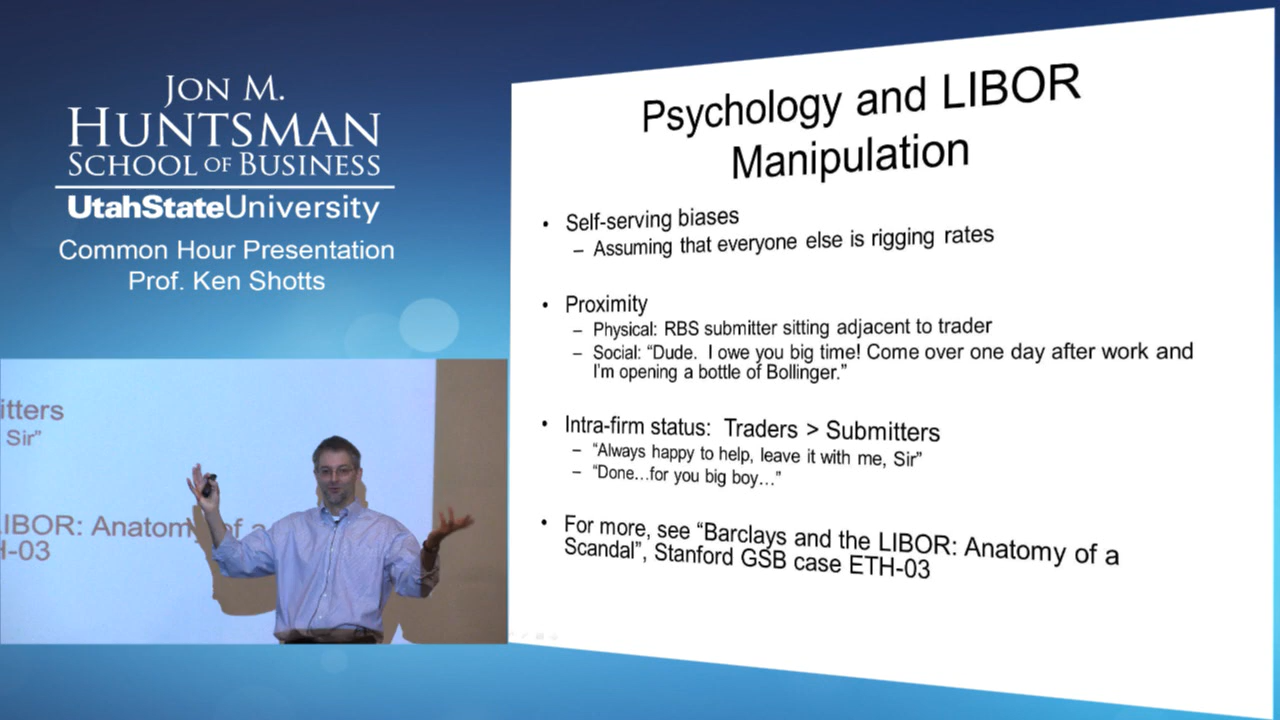 JON M.
HUNTSMAN
SCHOOL OF BUSINESS
UtahStateUniversity
Common Hour Presentation
Prof. Ken Shotts
itters
Sir”
LIBOR: Anatomy of a
H-03
Psychology and LIBOR
Manipulation
• Self-serving biases
– Assuming that everyone else is rigging rates
• Proximity
– Physical: RBS submitter sitting adjacent to trader
– Social: “Dude. I owe you big time! Come over one day after work and
I’m opening a bottle of Bollinger.”
• Intra-firm status: Traders > Submitters
– “Always happy to help, leave it with me, Sir”
– “Done…for you big boy…”
• For more, see “Barclays and the LIBOR: Anatomy of a
Scandal”, Stanford GSB case ETH-03